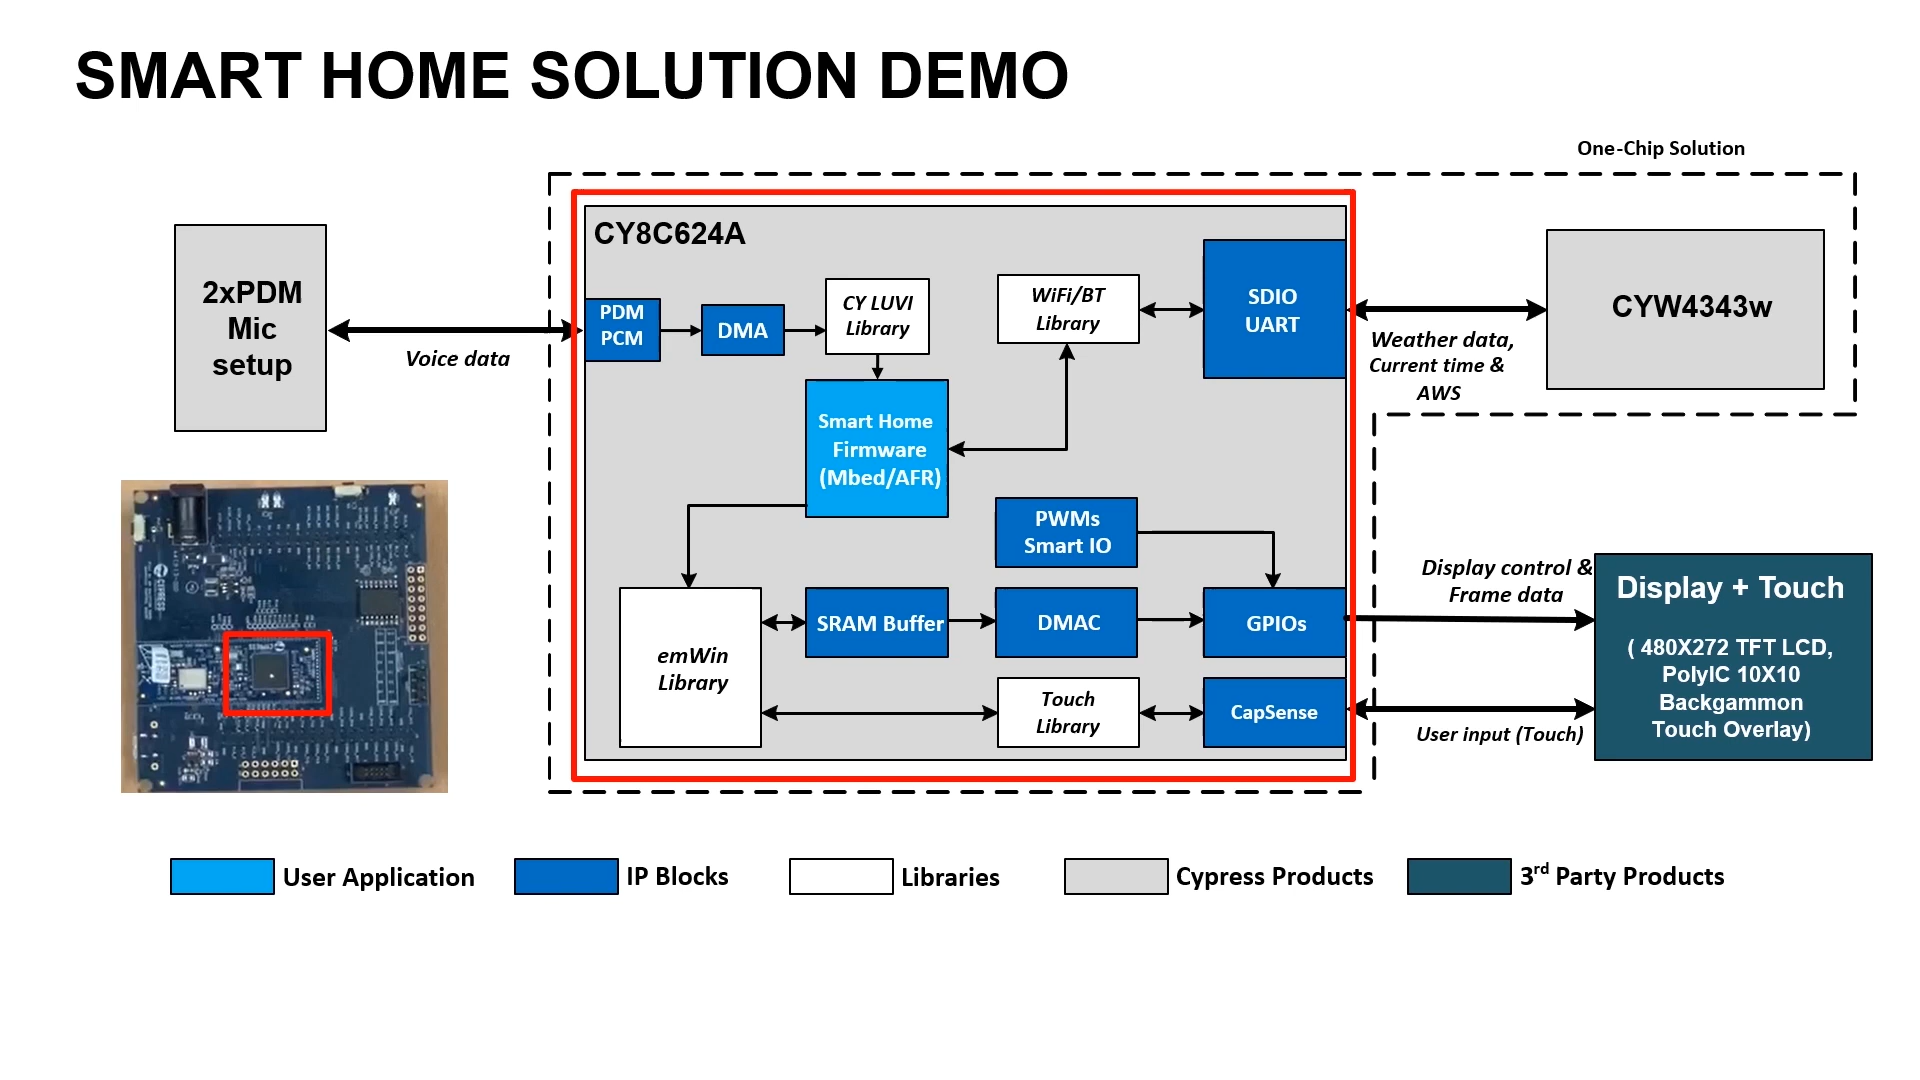 SMART HOME SOLUTION DEMO
One-Chip Solution
CY8C624A
2xPDM
Mic
setup
Voice data
PDM
PCM
DMA
CY LUVI
Library
WiFi/BT
Library
SDIO
UART
Weather data,
Current time &
AWS
CYW4343w
Smart Home
Firmware
(Mbed/AFR)
PWMs
Smart IO
emWin
Library
SRAM Buffer
DMAC
GPIOs
Touch
Library
CapSense
Display control &
Frame data
User input (Touch)
Display + Touch
( 480X272 TFT LCD,
PolyIC 10X10
Backgammon
Touch Overlay)
CYPRESS
User Application
IP Blocks
Libraries
Cypress Products
3rd Party Products